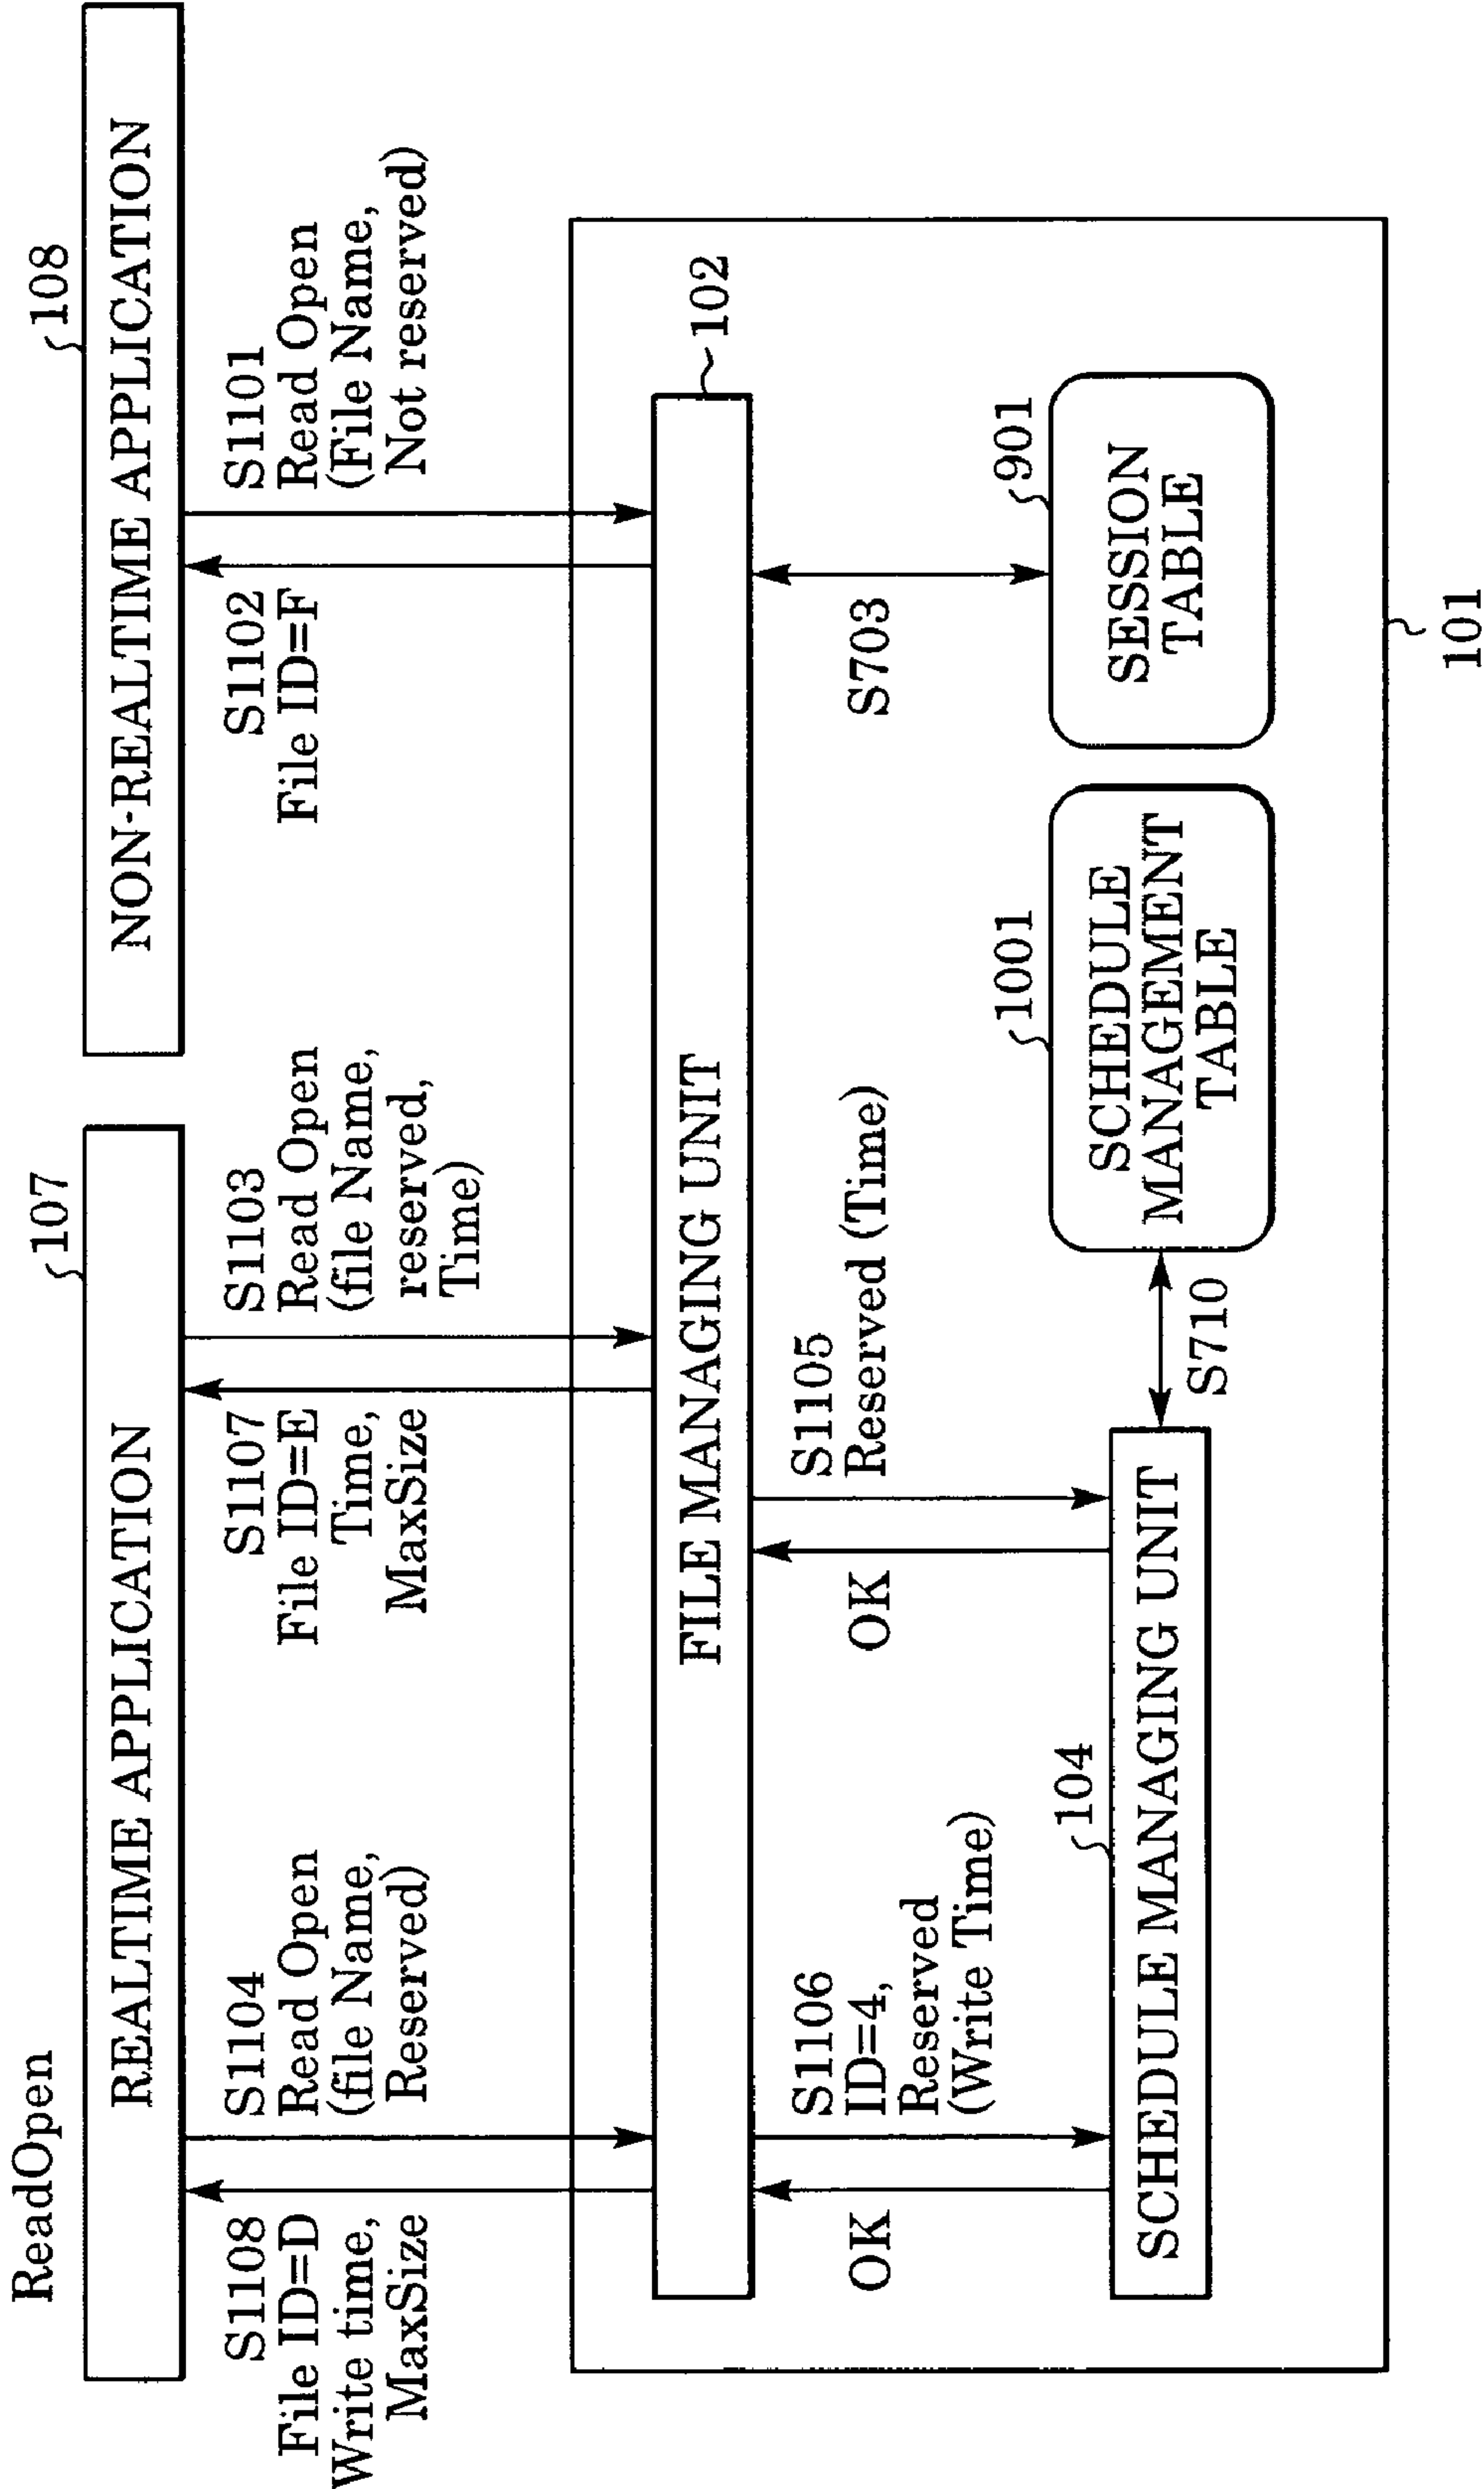 ReadOpen
107
108
REALTIME APPLICATION
NON-REALTIME APPLICATION
S1108
File ID=D
Write time,
MaxSize
S1104
Read Open
(file Name,
Reserved)
S1107
File ID=E
Time,
MaxSize
S1103
Read Open
(file Name,
reserved,
Time)
S1102
File ID=F
S1101
Read Open
(File Name,
Not reserved)
FILE MANAGING UNIT
102
OK
S1106
ID=4,
Reserved
(Write Time)
OK
S1105
Reserved (Time)
S703
104
1001
901
SCHEDULE MANAGING UNIT
S710
SCHEDULE
MANAGEMENT
TABLE
SESSION
TABLE
101